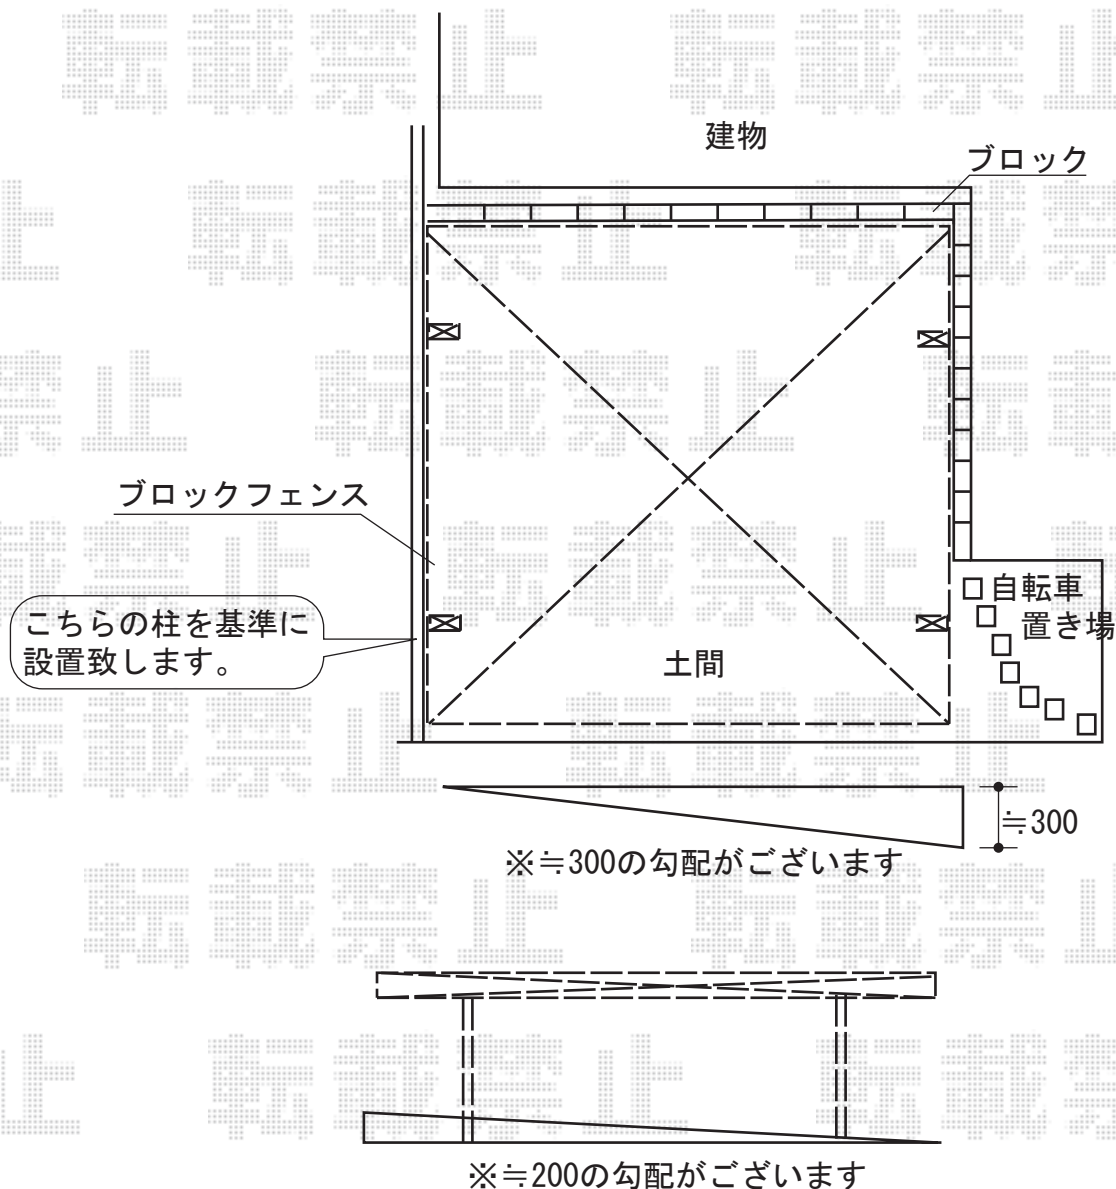 転載禁止
建物
ブロック
ブロックフェンス
こちらの柱を基準に
設置致します。
自転車
置き場
土間
≒300
※≒300の勾配がございます
※≒200の勾配がございます